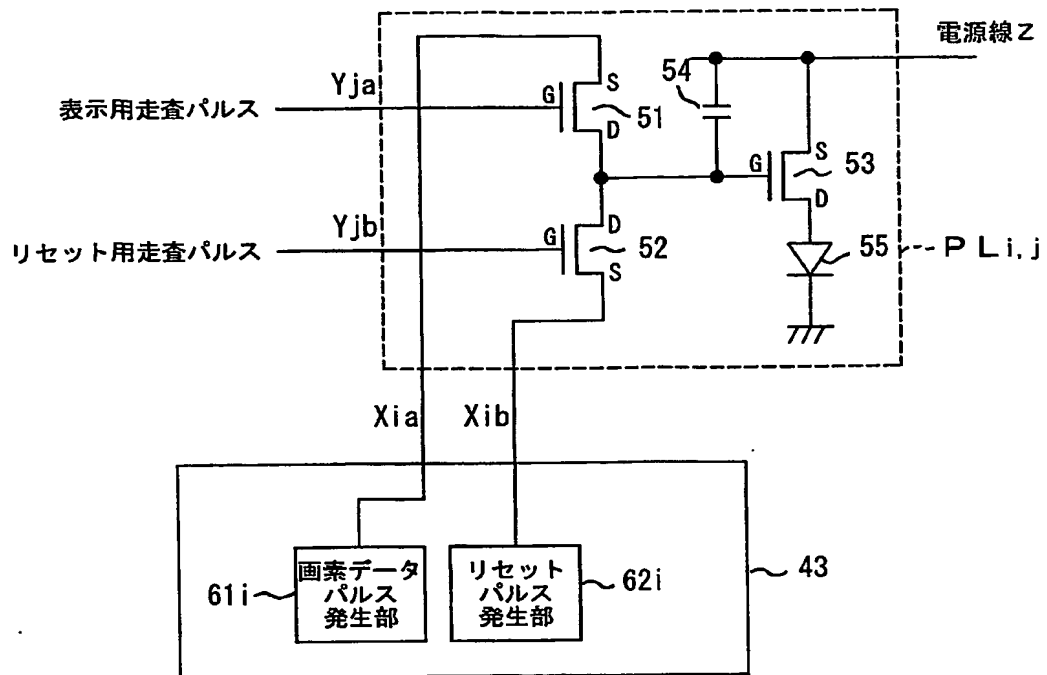 電源線Z
Yja
表示用走査パルス
G
S
D
51
54
G
S
D
53
Yjb
リセット用走査パルス
G
D
S
52
55
PLi,j
Xia
Xib
61i
画素データ
パルス
発生部
リセット
パルス
発生部
62i
43